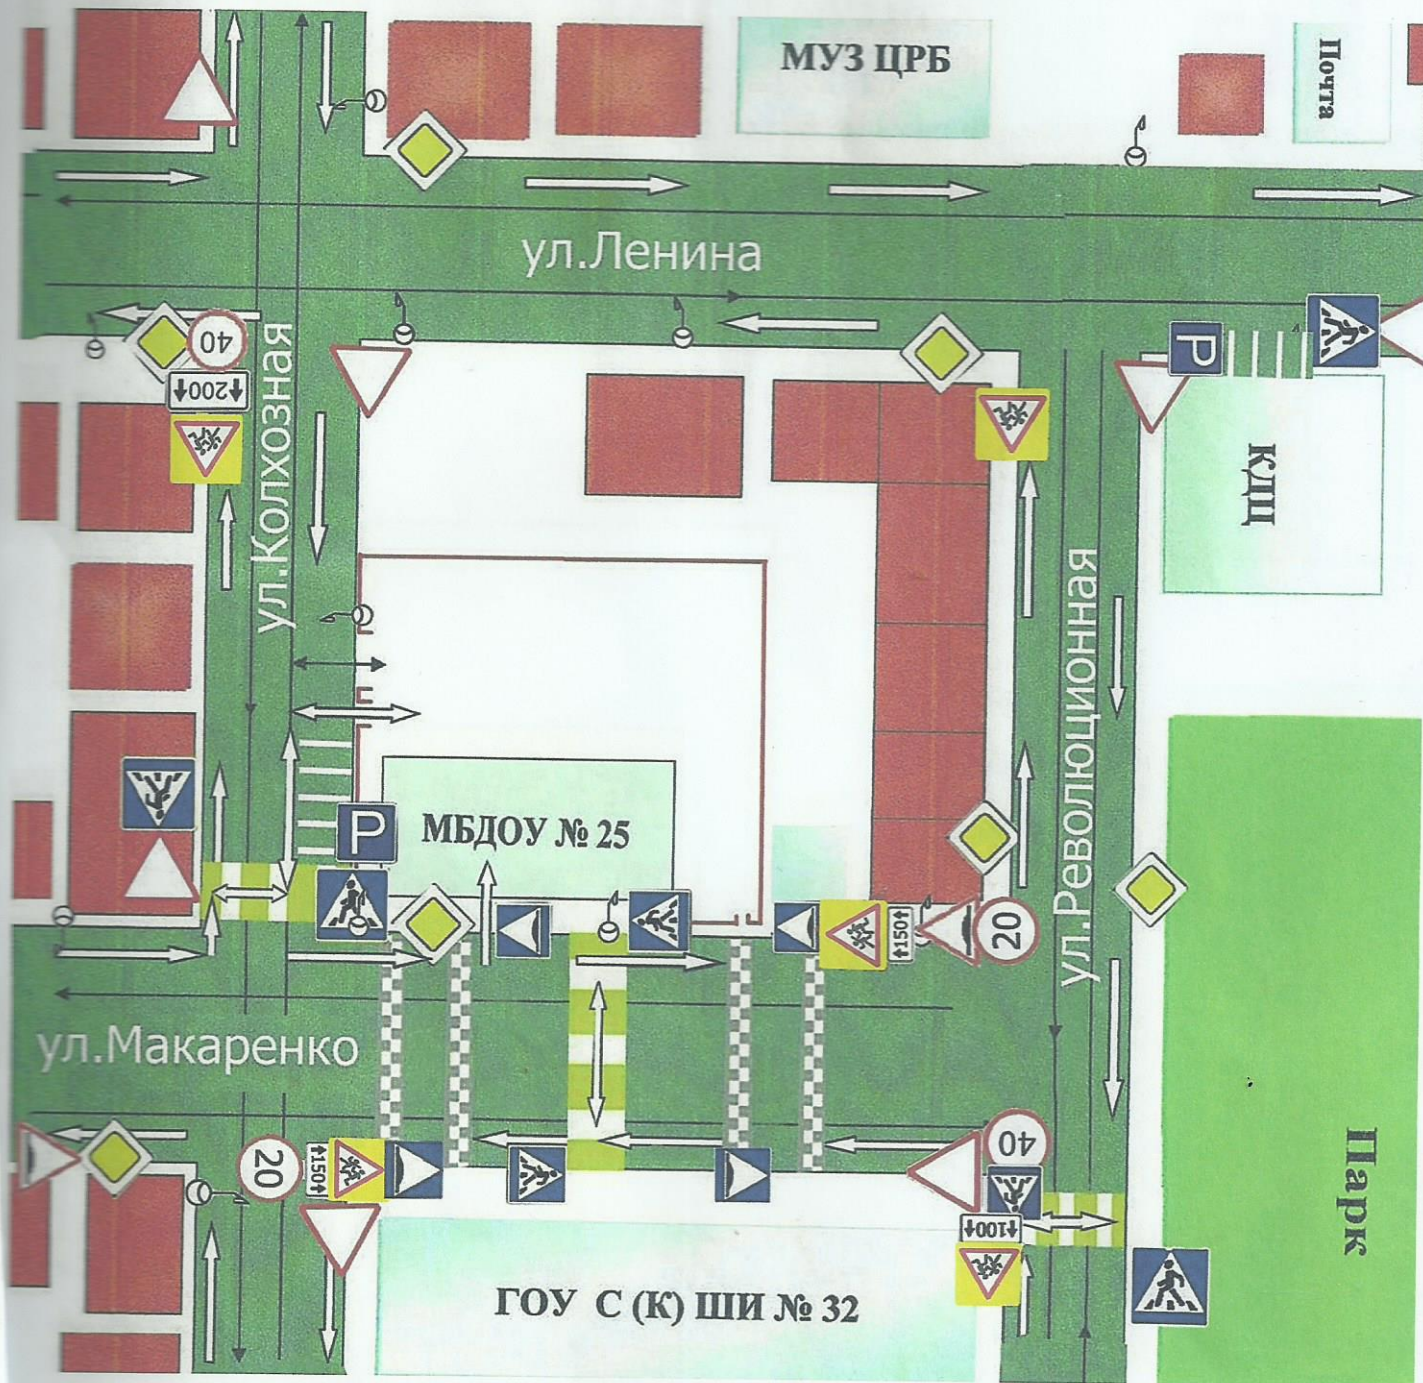 МУЗ ЦРБ
Почта
ул.Ленина
40
200
P
ул.Колхозная
КДЦ
ул.Революционная
P
МБДОУ № 25
150
20
ул.Макаренко
40
20
150
100
Парк
ГОУ С (К) ШИ № 32